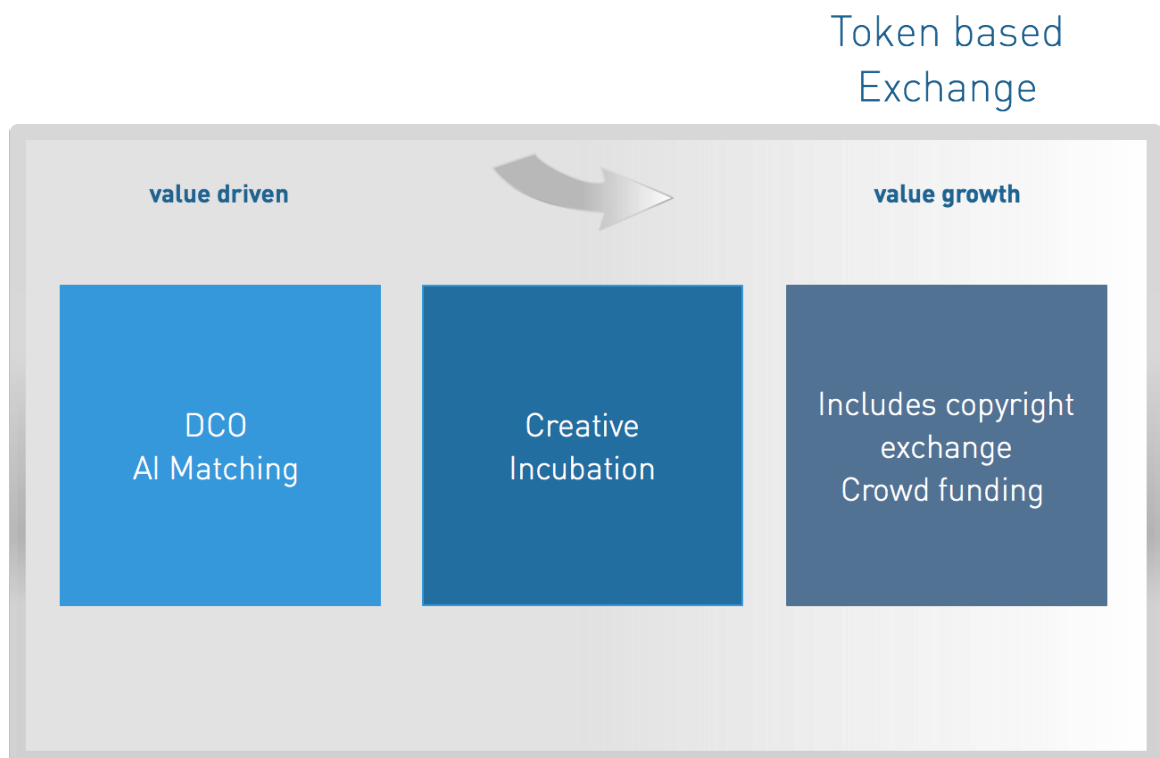 Token based
Exchange
value driven
value growth
DCO
AI Matching
Creative
Incubation
Includes copyright
exchange
Crowd funding